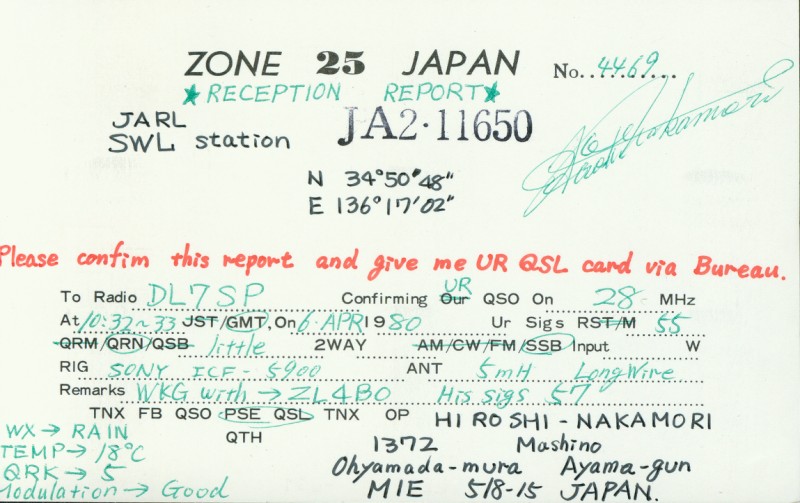 ZONE 25 JAPAN No. 4469
★RECEPTION REPORT★
JARL
SWL station JA2·11650
Hiroshi Nakamori
N 34°50'48"
E 136°17'02"
Please confim this report and give me UR QSL card via Bureau.
To Radio DL7SP Confirming Our UR QSO On 28 MHz
At 10:32~33 JST/GMT, On 6 APR 1980 Ur Sigs RST/M 55
QRM/QRN/QSB little 2WAY AM/CW/FM/SSB Input W
RIG SONY ICF-5900 ANT 5mH LongWire
Remarks WKG with → ZL4BO His sigs 57
TNX FB QSO PSE QSL TNX OP HIROSHI-NAKAMORI
QTH 1372 Mashino
Ohyamada-mura Ayama-gun
MIE 518-15 JAPAN.
WX → RAIN
TEMP → 18°C
QRK → 5
Modulation → Good